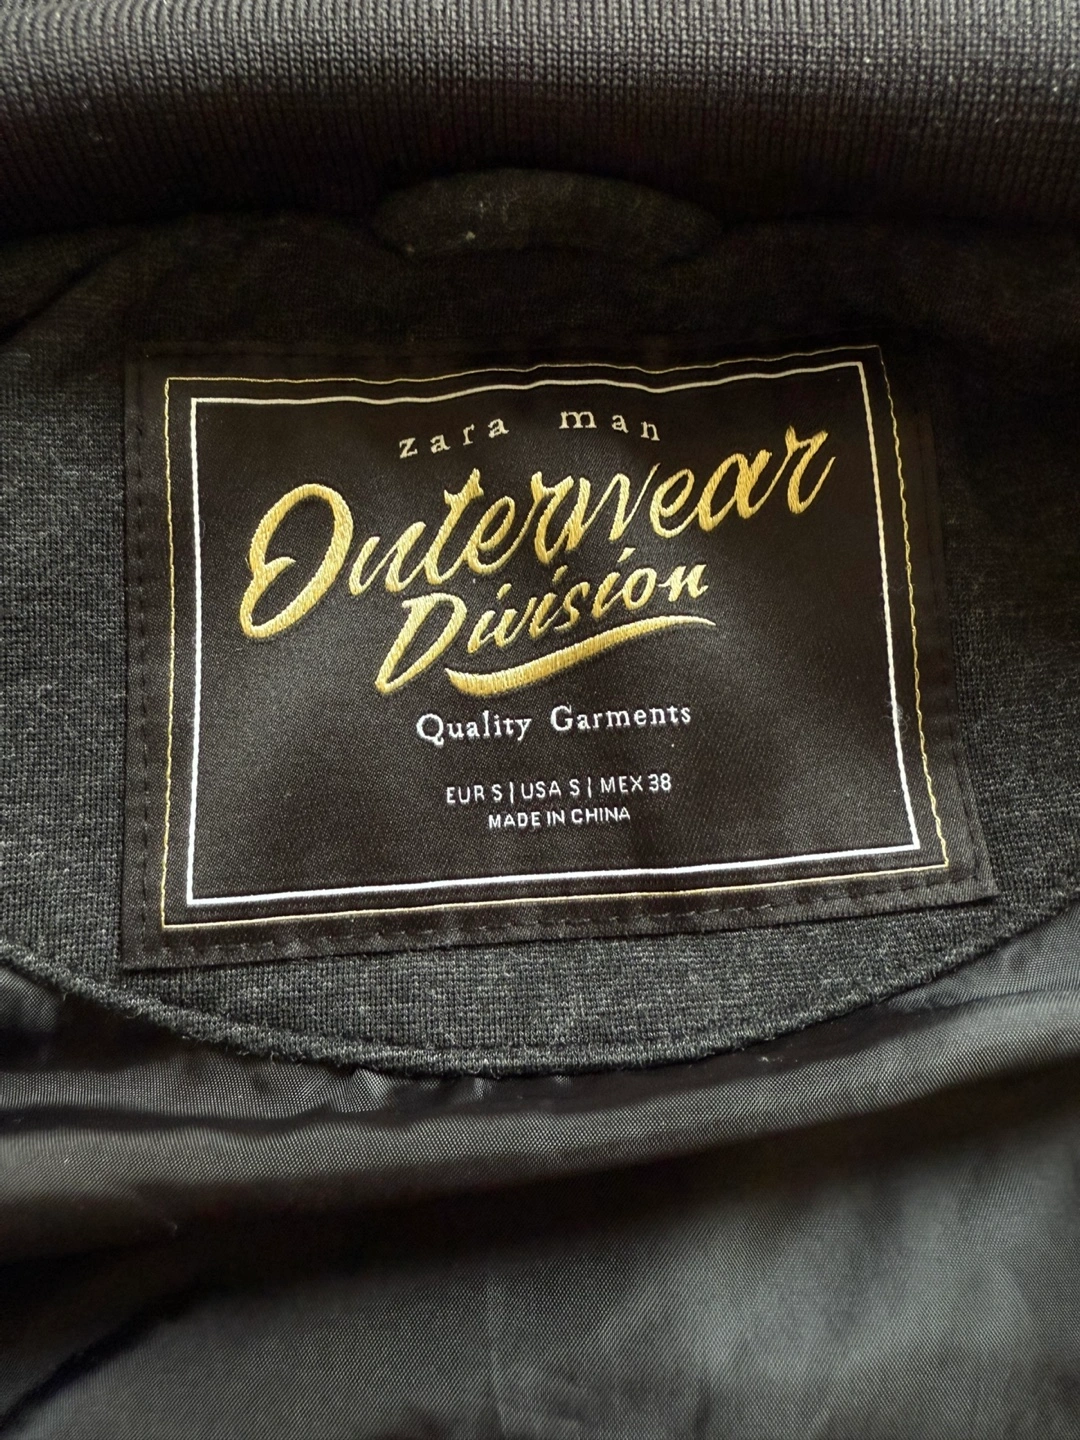 zara man
Outerwear
Division
Quality Garments
EUR S | USA S | MEX 38
MADE IN CHINA